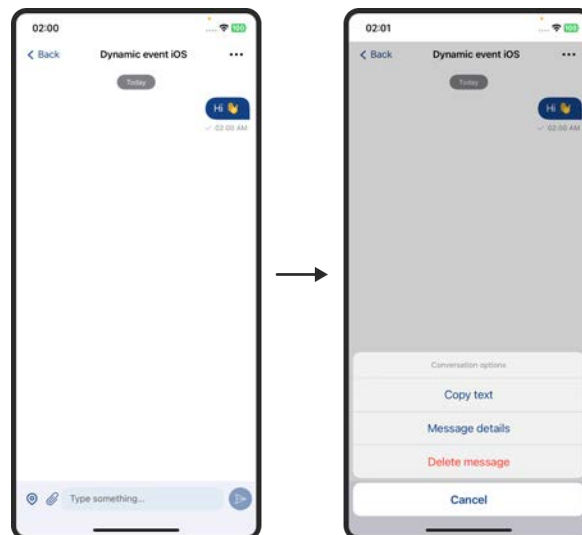 02:00
100
Back
Dynamic event iOS
Today
Hi 👋
02:00 AM
Type something...
02:01
100
Back
Dynamic event iOS
Today
Hi 👋
02:00 AM
Conversation options
Copy text
Message details
Delete message
Cancel